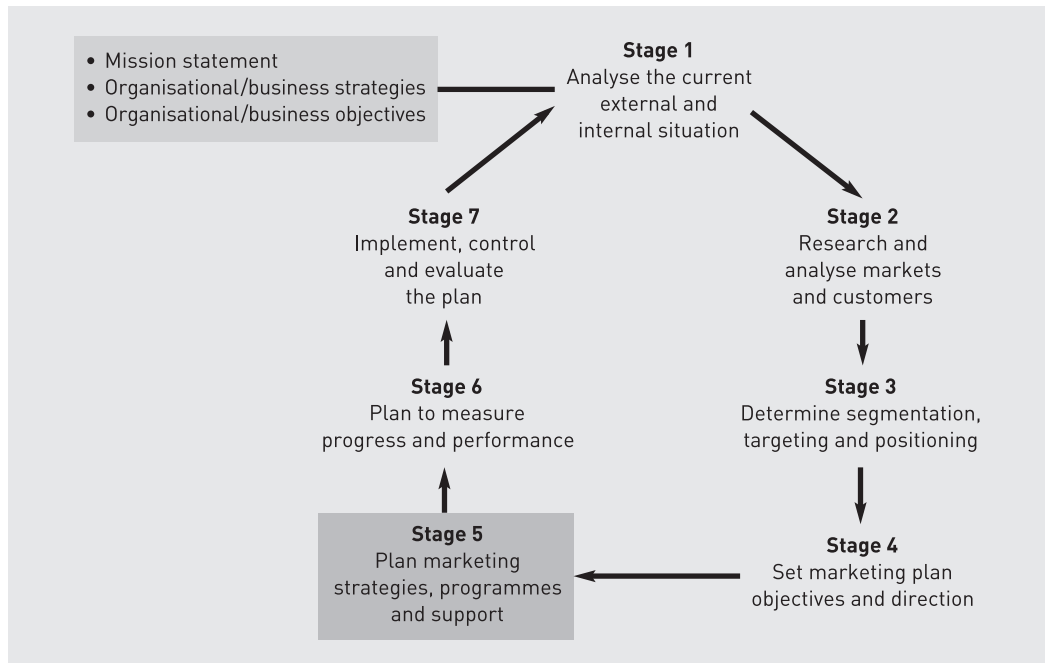 • Mission statement
• Organisational/business strategies
• Organisational/business objectives
Stage 1
Analyse the current
external and
internal situation
Stage 2
Research and
analyse markets
and customers
Stage 3
Determine segmentation,
targeting and positioning
Stage 4
Set marketing plan
objectives and direction
Stage 5
Plan marketing
strategies, programmes
and support
Stage 6
Plan to measure
progress and performance
Stage 7
Implement, control
and evaluate
the plan